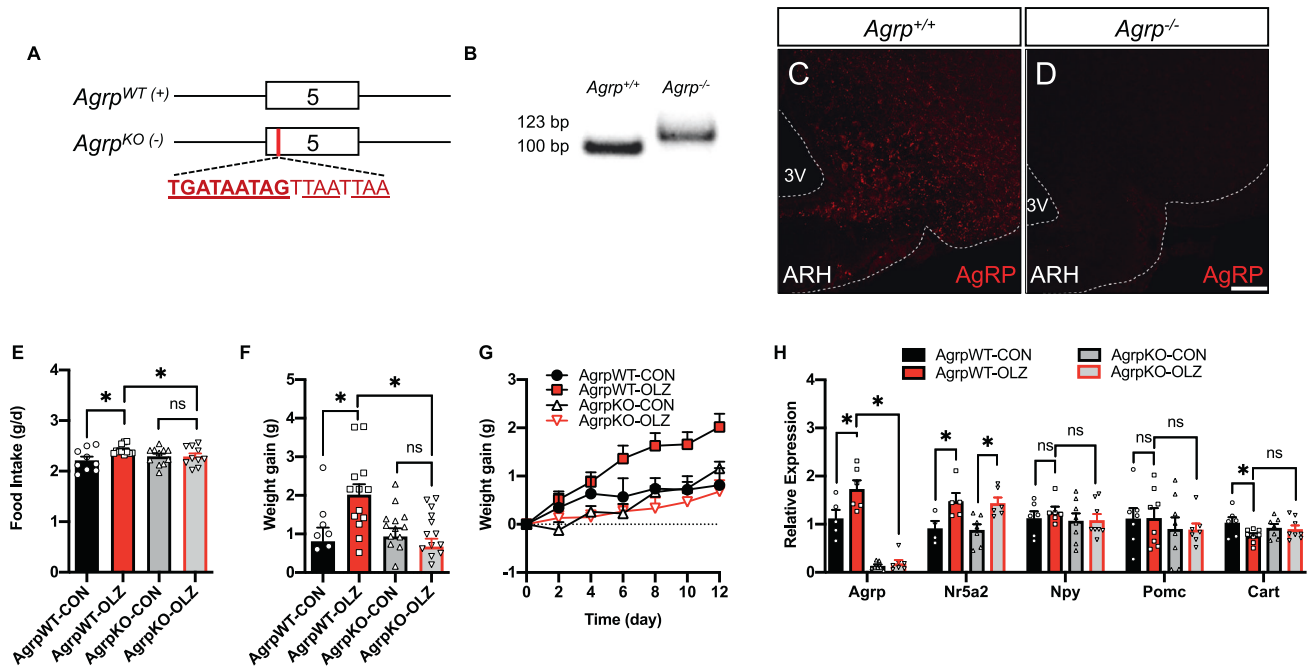 A
Agrp^WT (+)
5
Agrp^KO (-)
5
TGATAATAGTTAATTAA
B
Agrp^+/+
Agrp^-/-
123 bp
100 bp
Agrp^+/+
Agrp^-/-
C
D
3V
3V
ARH
AgRP
ARH
AgRP
E
Food Intake (g/d)
4
3
2
1
0
*
*
ns
AgrpWT-CON
AgrpWT-OLZ
AgrpKO-CON
AgrpKO-OLZ
F
Weight gain (g)
5
4
3
2
1
0
*
*
ns
AgrpWT-CON
AgrpWT-OLZ
AgrpKO-CON
AgrpKO-OLZ
G
Weight gain (g)
3
2
1
0
-1
AgrpWT-CON
AgrpWT-OLZ
AgrpKO-CON
AgrpKO-OLZ
0 2 4 6 8 10 12
Time (day)
H
AgrpWT-CON
AgrpWT-OLZ
AgrpKO-CON
AgrpKO-OLZ
Relative Expression
4
3
2
1
0
*
*
*
*
ns
ns
ns
ns
*
ns
Agrp Nr5a2 Npy Pomc Cart